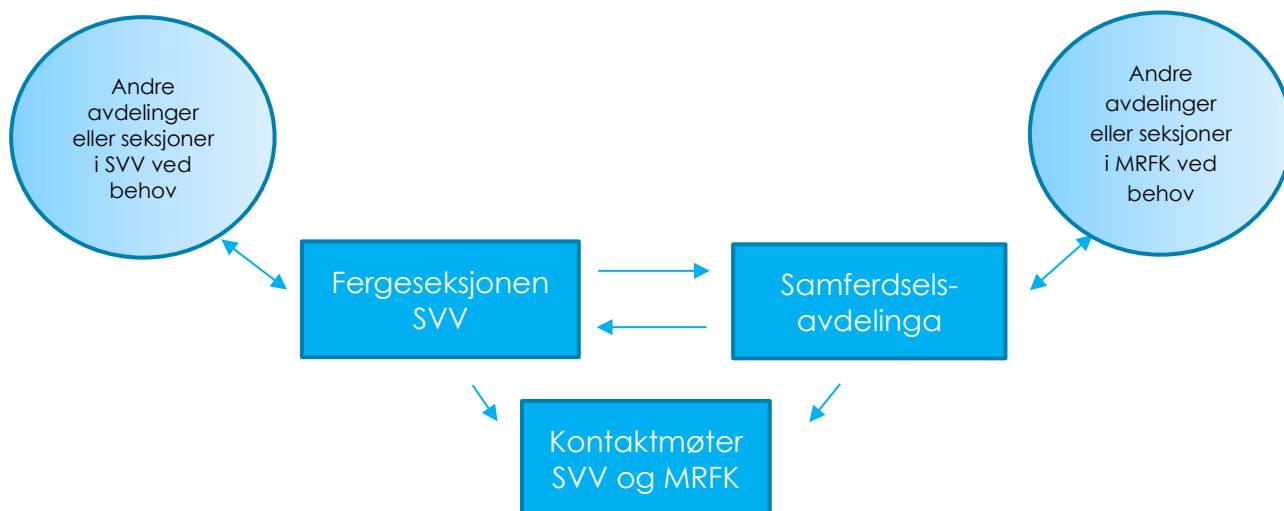 Andre
avdelinger
eller seksjoner
i SVV ved
behov
Andre
avdelinger
eller seksjoner
i MRFK ved
behov
Fergeseksjonen
SVV
Samferdsels-
avdelinga
Kontaktmøter
SVV og MRFK